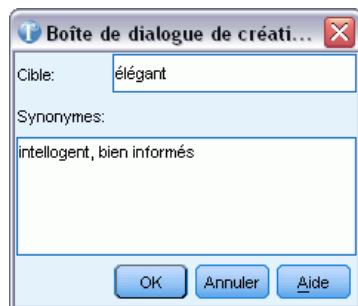 Boîte de dialogue de créati...
Cible: élégant
Synonymes:
intellogent, bien informés
OK Annuler Aide